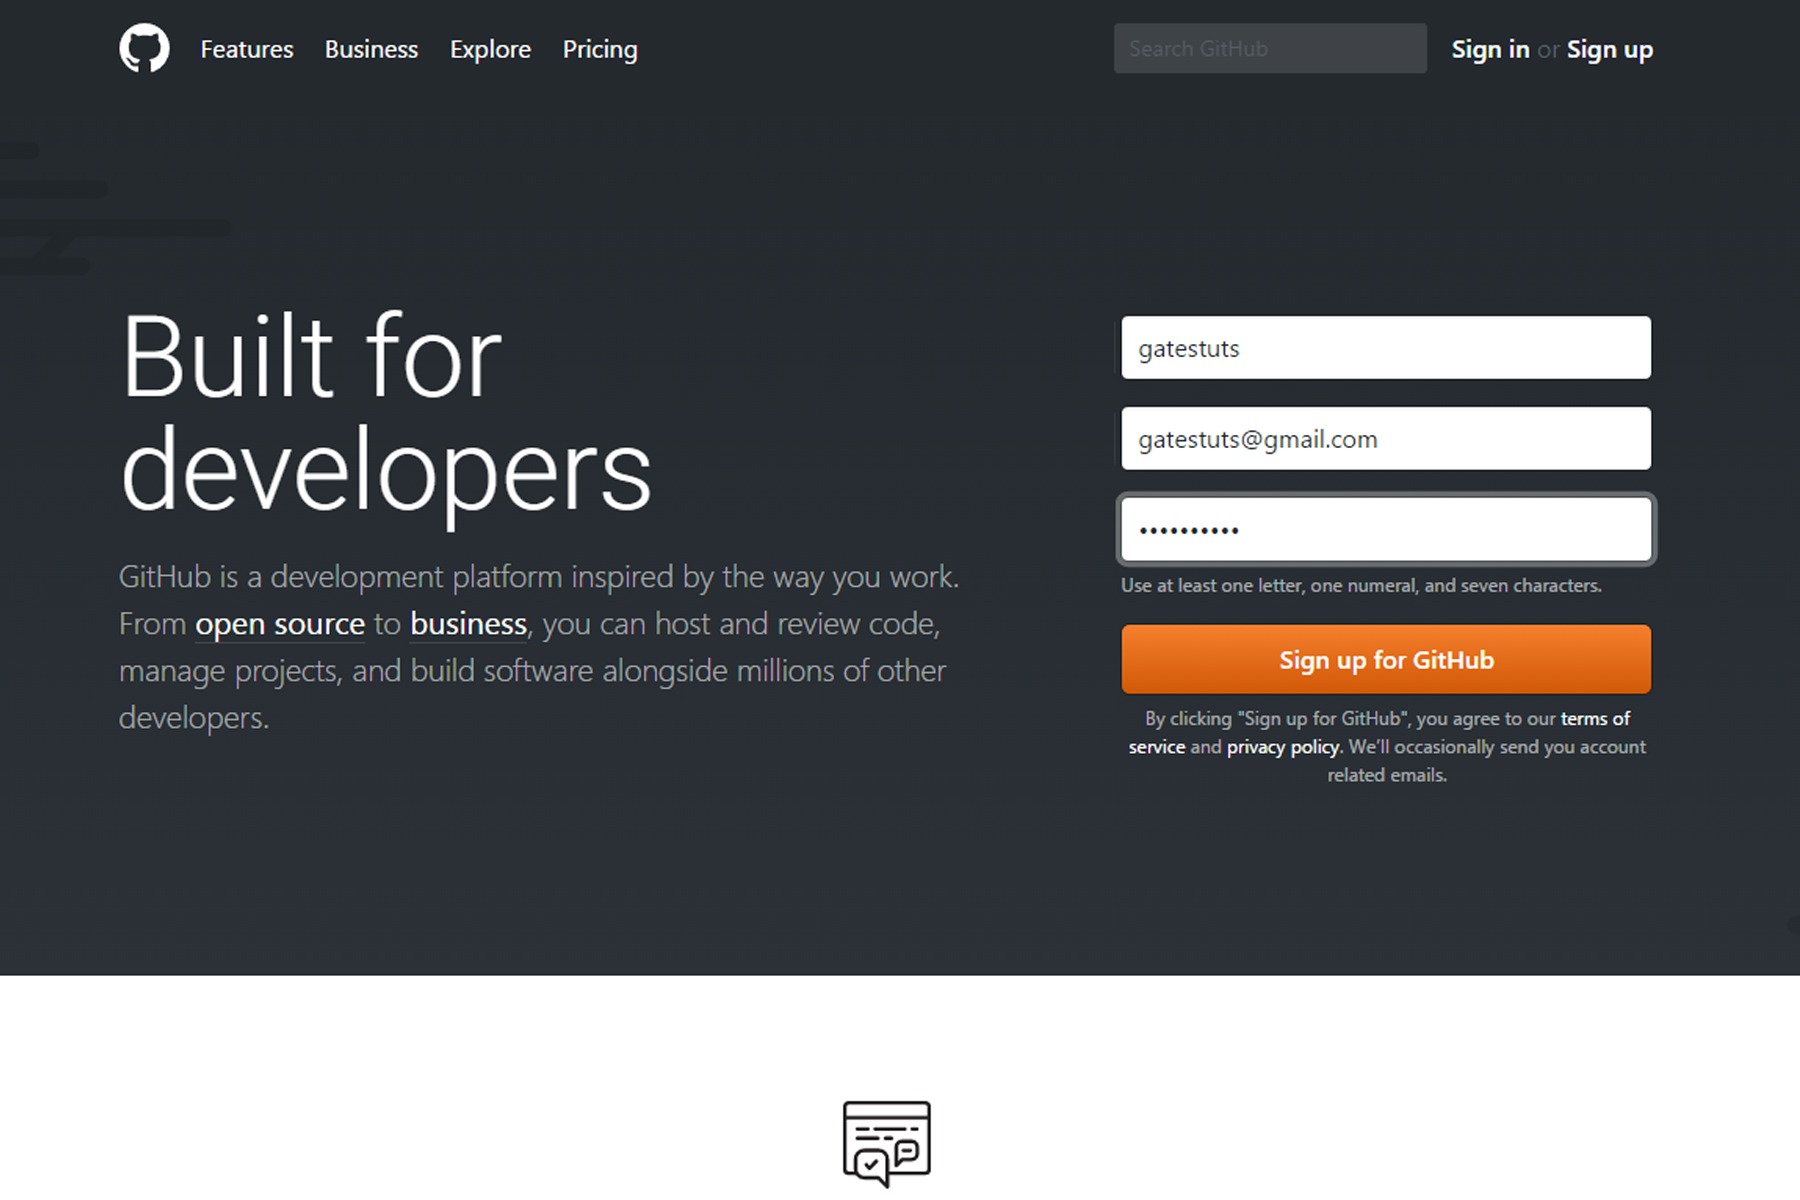 Features Business Explore Pricing
Search GitHub
Sign in or Sign up
Built for
developers
GitHub is a development platform inspired by the way you work.
From open source to business, you can host and review code,
manage projects, and build software alongside millions of other
developers.
gatestuts
gatestuts@gmail.com
••••••••••
Use at least one letter, one numeral, and seven characters.
Sign up for GitHub
By clicking "Sign up for GitHub", you agree to our terms of
service and privacy policy. We’ll occasionally send you account
related emails.